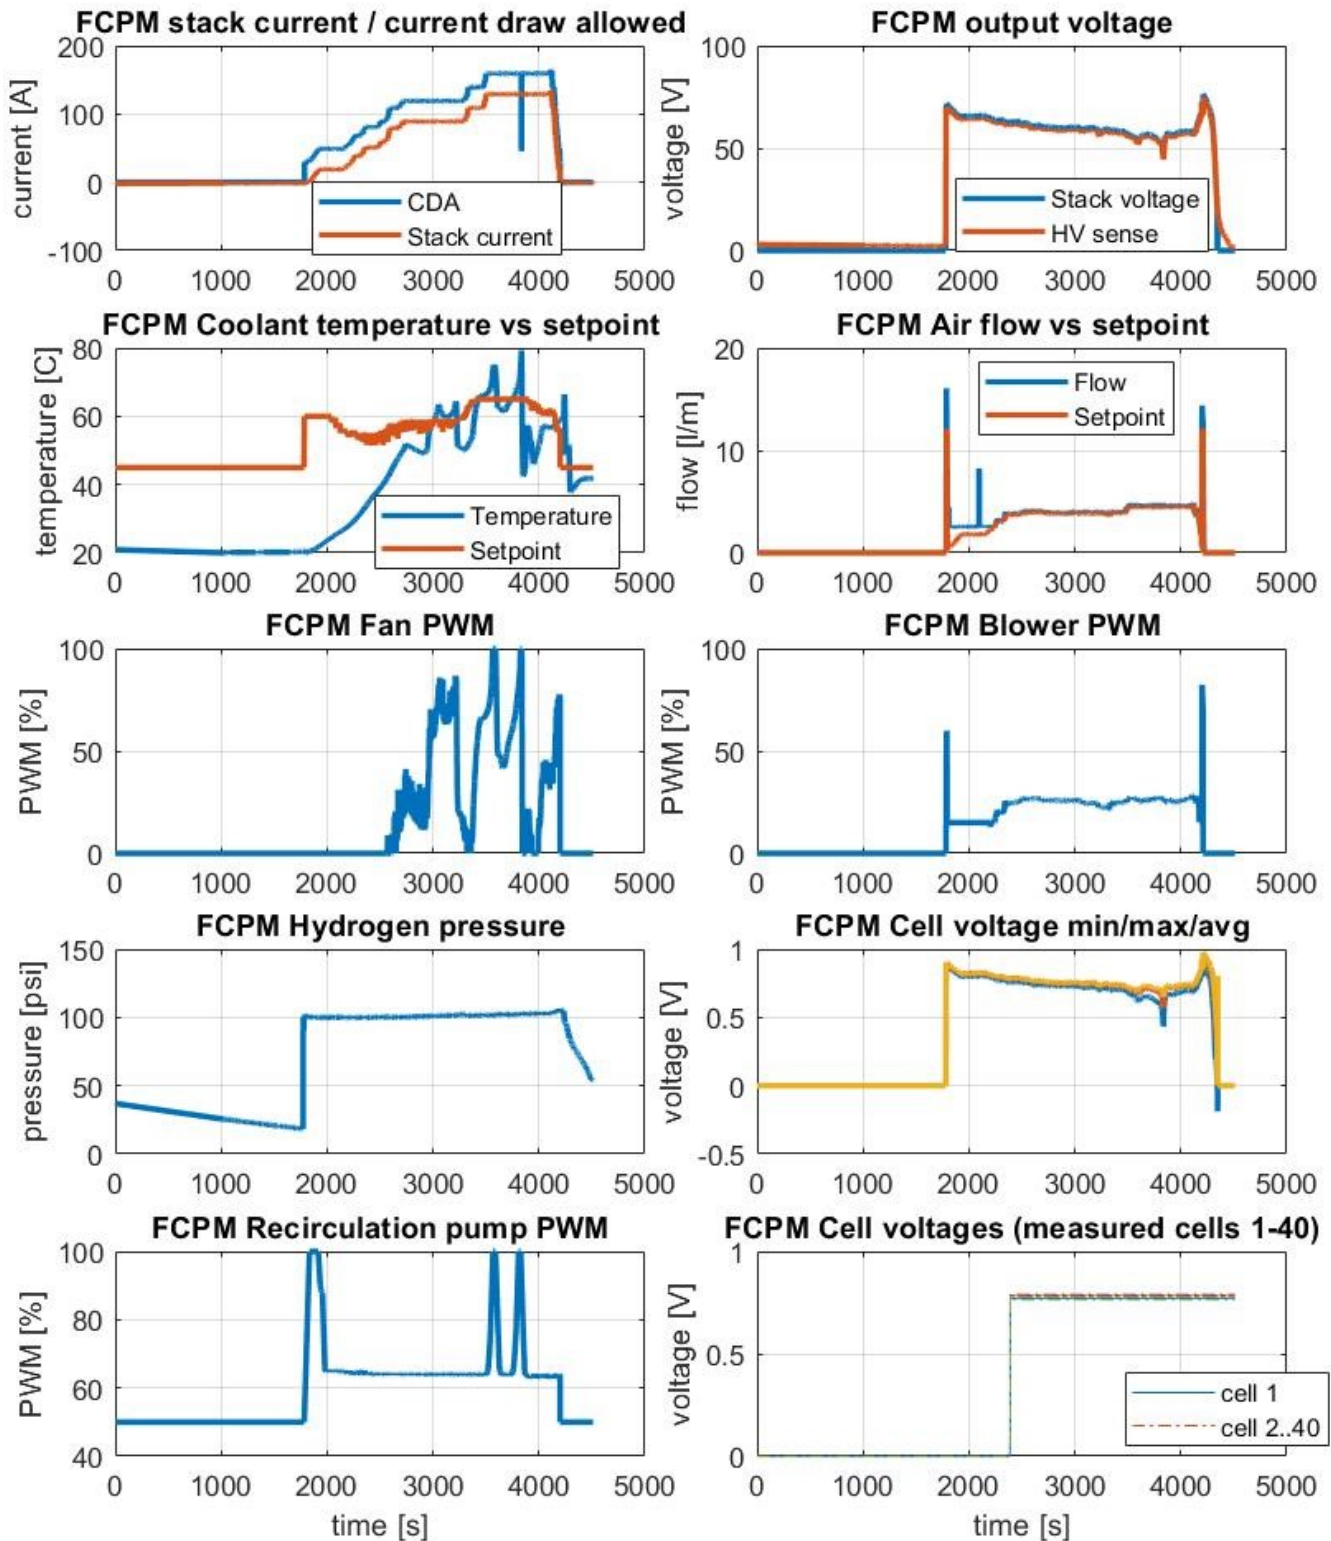 FCPM stack current / current draw allowed
current [A]
200
100
0
-100
CDA
Stack current
0 1000 2000 3000 4000 5000
FCPM output voltage
voltage [V]
100
50
0
Stack voltage
HV sense
0 1000 2000 3000 4000 5000
FCPM Coolant temperature vs setpoint
temperature [C]
80
60
40
20
Temperature
Setpoint
0 1000 2000 3000 4000 5000
FCPM Air flow vs setpoint
flow [l/m]
20
10
0
Flow
Setpoint
0 1000 2000 3000 4000 5000
FCPM Fan PWM
PWM [%]
100
50
0
0 1000 2000 3000 4000 5000
FCPM Blower PWM
PWM [%]
100
50
0
0 1000 2000 3000 4000 5000
FCPM Hydrogen pressure
pressure [psi]
150
100
50
0
0 1000 2000 3000 4000 5000
FCPM Cell voltage min/max/avg
voltage [V]
1
0.5
0
-0.5
0 1000 2000 3000 4000 5000
FCPM Recirculation pump PWM
PWM [%]
100
80
60
40
0 1000 2000 3000 4000 5000
time [s]
FCPM Cell voltages (measured cells 1-40)
voltage [V]
1
0.5
0
cell 1
cell 2..40
0 1000 2000 3000 4000 5000
time [s]